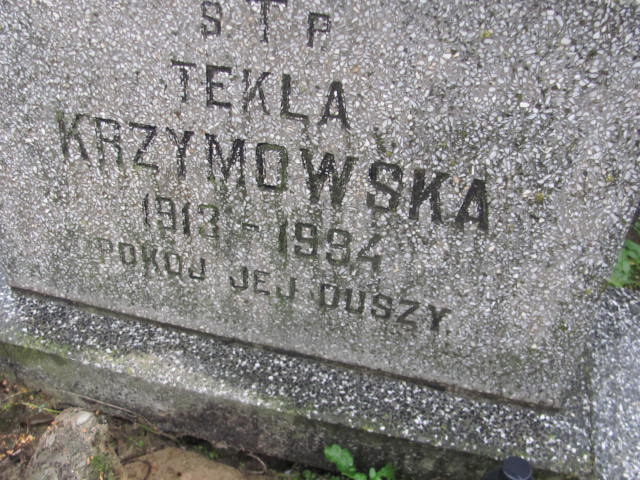 S T P
TEKLA
KRZYMOWSKA
1913-1994
POKÓJ JEJ DUSZY.